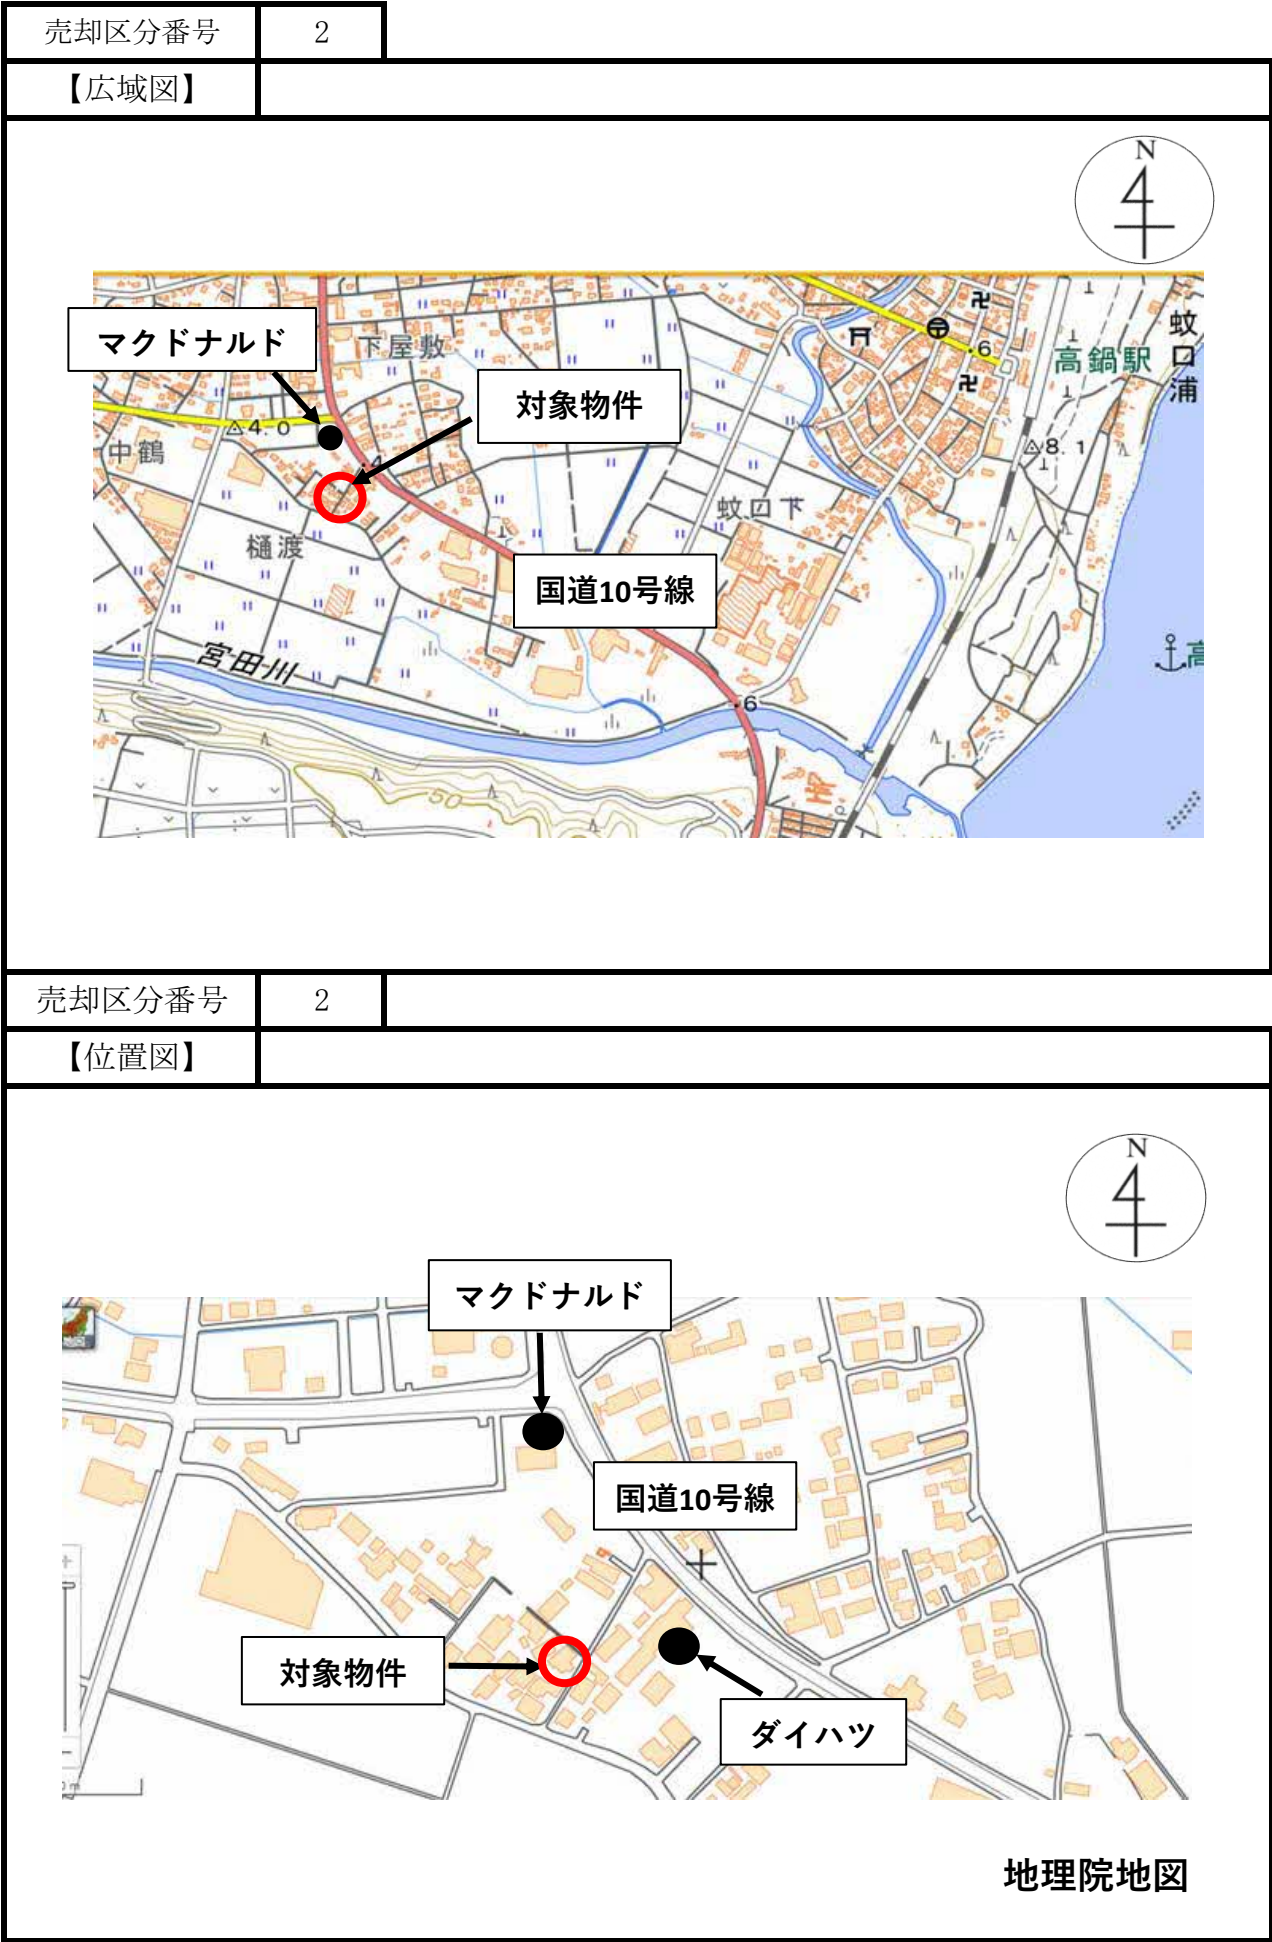 売却区分番号 2
【広域図】
N
マクドナルド
下屋敷
対象物件
高鍋駅
蚊口浦
.6
4.0
.4
中鶴
8.1
蚊口下
樋渡
国道10号線
宮田川
高
.6
50
売却区分番号 2
【位置図】
N
マクドナルド
国道10号線
対象物件
ダイハツ
地理院地図